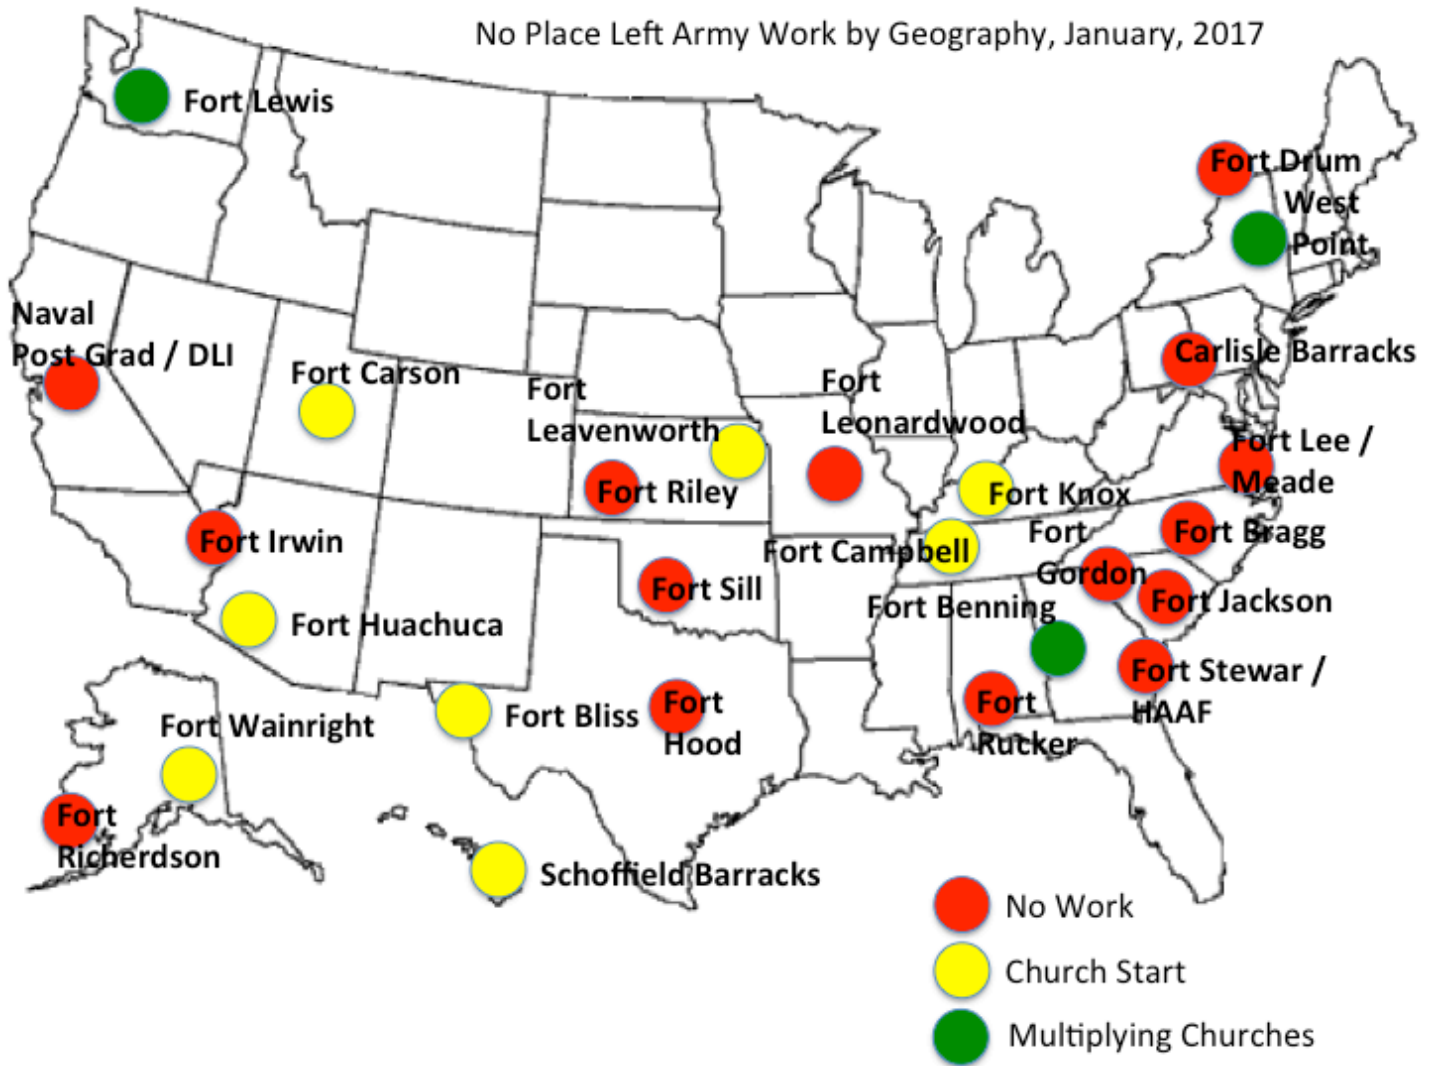 No Place Left Army Work by Geography, January, 2017
Fort Lewis
Fort Drum
West
Point
Naval
Post Grad / DLI
Fort Carson
Fort
Leavenworth
Fort
Leonardwood
Carlisle Barracks
Fort Lee /
Meade
Fort Riley
Fort Knox
Fort Irwin
Fort Campbell
Fort
Gordon
Fort Bragg
Fort Sill
Fort Benning
Fort Jackson
Fort Huachuca
Fort Stewar /
HAAF
Fort Wainright
Fort Bliss
Fort
Hood
Fort
Rucker
Fort
Richerdson
Schoffield Barracks
No Work
Church Start
Multiplying Churches